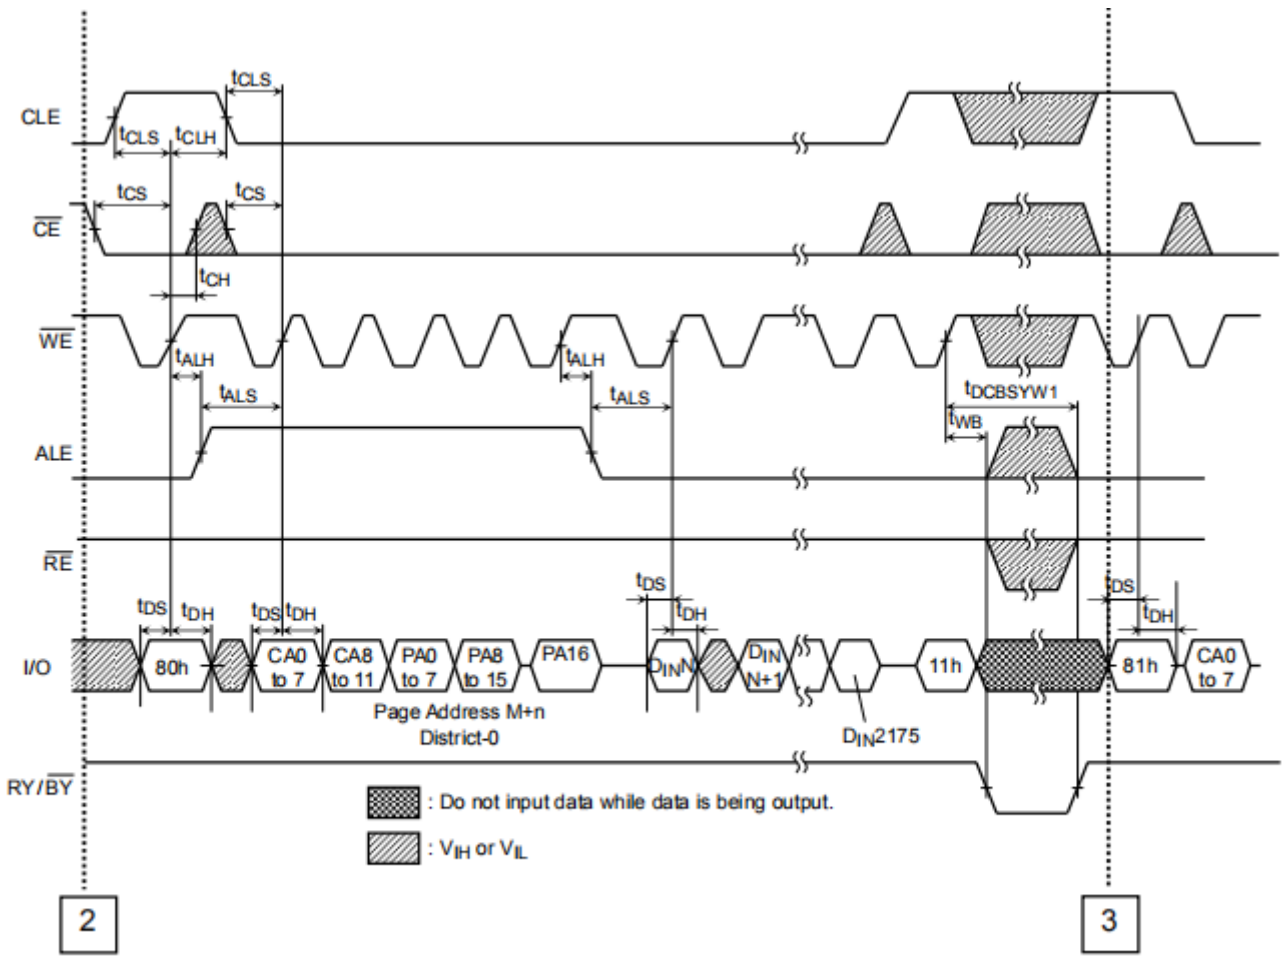 tCLS
CLE
tCLS tCLH
tCS tCS
CE
tCH
WE
tALH tALH
tALS tALS
tDCBSYW1
tWB
ALE
RE
tDS tDH tDS tDH tDS tDH tDS tDH
I/O
80h
CA0 to 7
CA8 to 11
PA0 to 7
PA8 to 15
PA16
DINN
DIN N+1
11h
81h
CA0 to 7
Page Address M+n
District-0
DIN2175
RY/BY
: Do not input data while data is being output.
: VIH or VIL
2
3